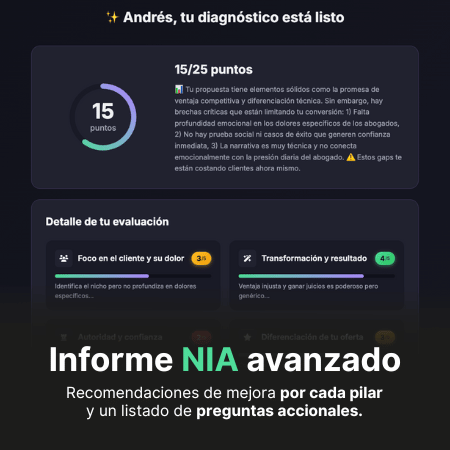 ✨ Andrés, tu diagnóstico está listo
15
puntos
15/25 puntos
📊 Tu propuesta tiene elementos sólidos como la promesa de
ventaja competitiva y diferenciación técnica. Sin embargo, hay
brechas críticas que están limitando tu conversión: 1) Falta
profundidad emocional en los dolores específicos de los abogados,
2) No hay prueba social ni casos de éxito que generen confianza
inmediata, 3) La narrativa es muy técnica y no conecta
emocionalmente con la presión diaria del abogado. ⚠️ Estos gaps te
están costando clientes ahora mismo.
Detalle de tu evaluación
Foco en el cliente y su dolor 3/5
Identifica el nicho pero no profundiza en dolores
específicos...
Transformación y resultado 4/5
Ventaja injusta y ganar juicios es poderoso pero
genérico...
Autoridad y confianza
Diferenciación de tu oferta
Informe NIA avanzado
Recomendaciones de mejora por cada pilar
y un listado de preguntas accionales.